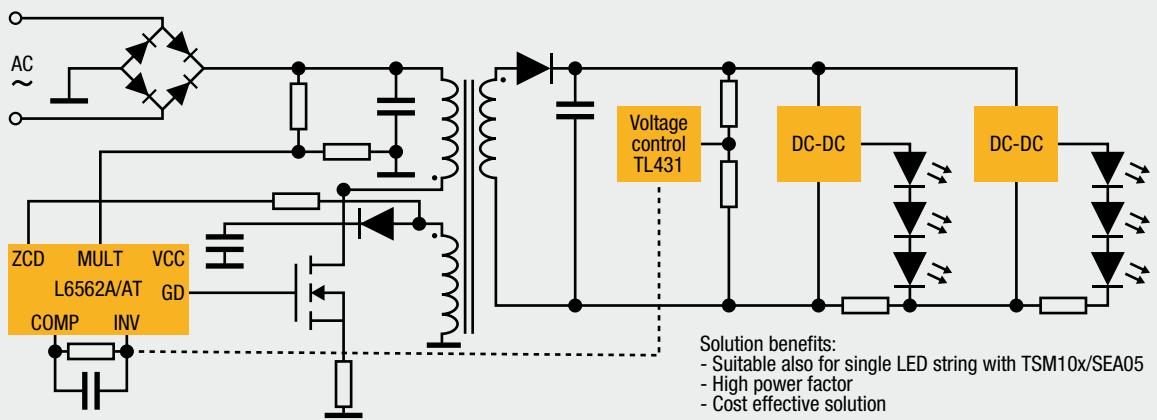 AC
~
Voltage
control
TL431
DC-DC
DC-DC
ZCD MULT VCC
L6562A/AT
GD
COMP INV
Solution benefits:
- Suitable also for single LED string with TSM10x/SEA05
- High power factor
- Cost effective solution